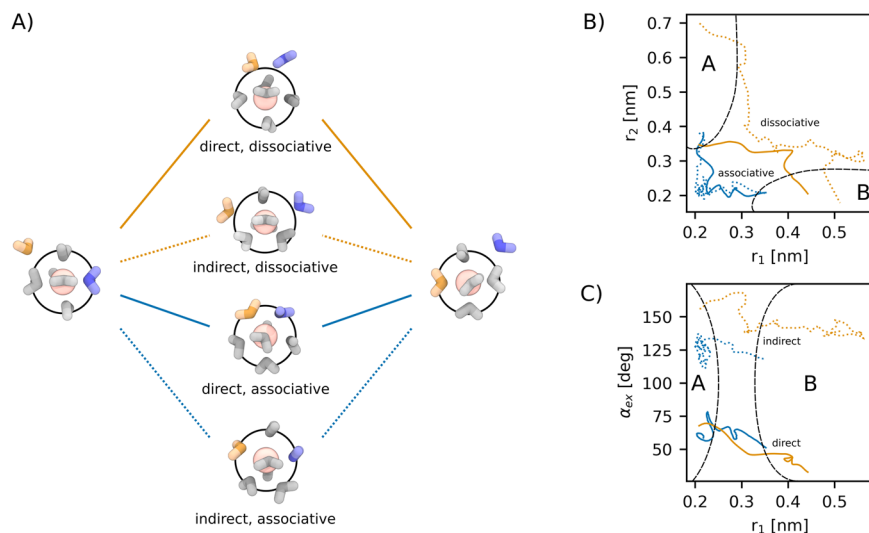 A)
direct, dissociative
indirect, dissociative
direct, associative
indirect, associative
B)
0.7
0.6
0.5
0.4
0.3
0.2
r₂ [nm]
A
dissociative
associative
B
0.2 0.3 0.4 0.5
r₁ [nm]
C)
150
125
100
75
50
αₑₓ [deg]
indirect
A
B
direct
0.2 0.3 0.4 0.5
r₁ [nm]